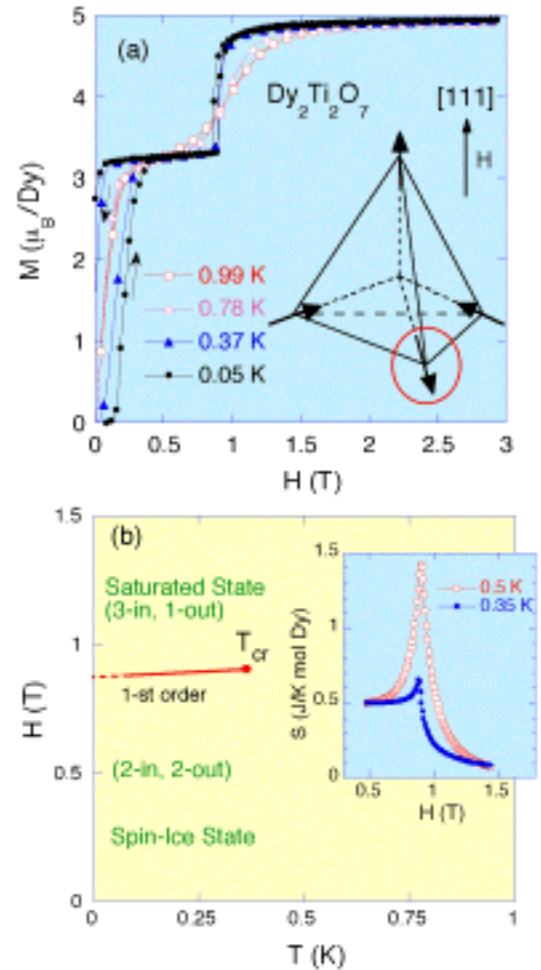 5
(a)
Dy2Ti2O7
[111]
4
H
3
M (μB/Dy)
2
0.99 K
0.78 K
0.37 K
1
0.05 K
0
0 0.5 1 1.5 2 2.5 3
H (T)
1.5
(b)
Saturated State
(3-in, 1-out)
1.5
0.5 K
0.35 K
Tcr
1
1
1-st order
S (J/K mol Dy)
H (T)
0.5
(2-in, 2-out)
0.5
0
0.5 1 1.5
H (T)
Spin-Ice State
0
0 0.25 0.5 0.75 1
T (K)